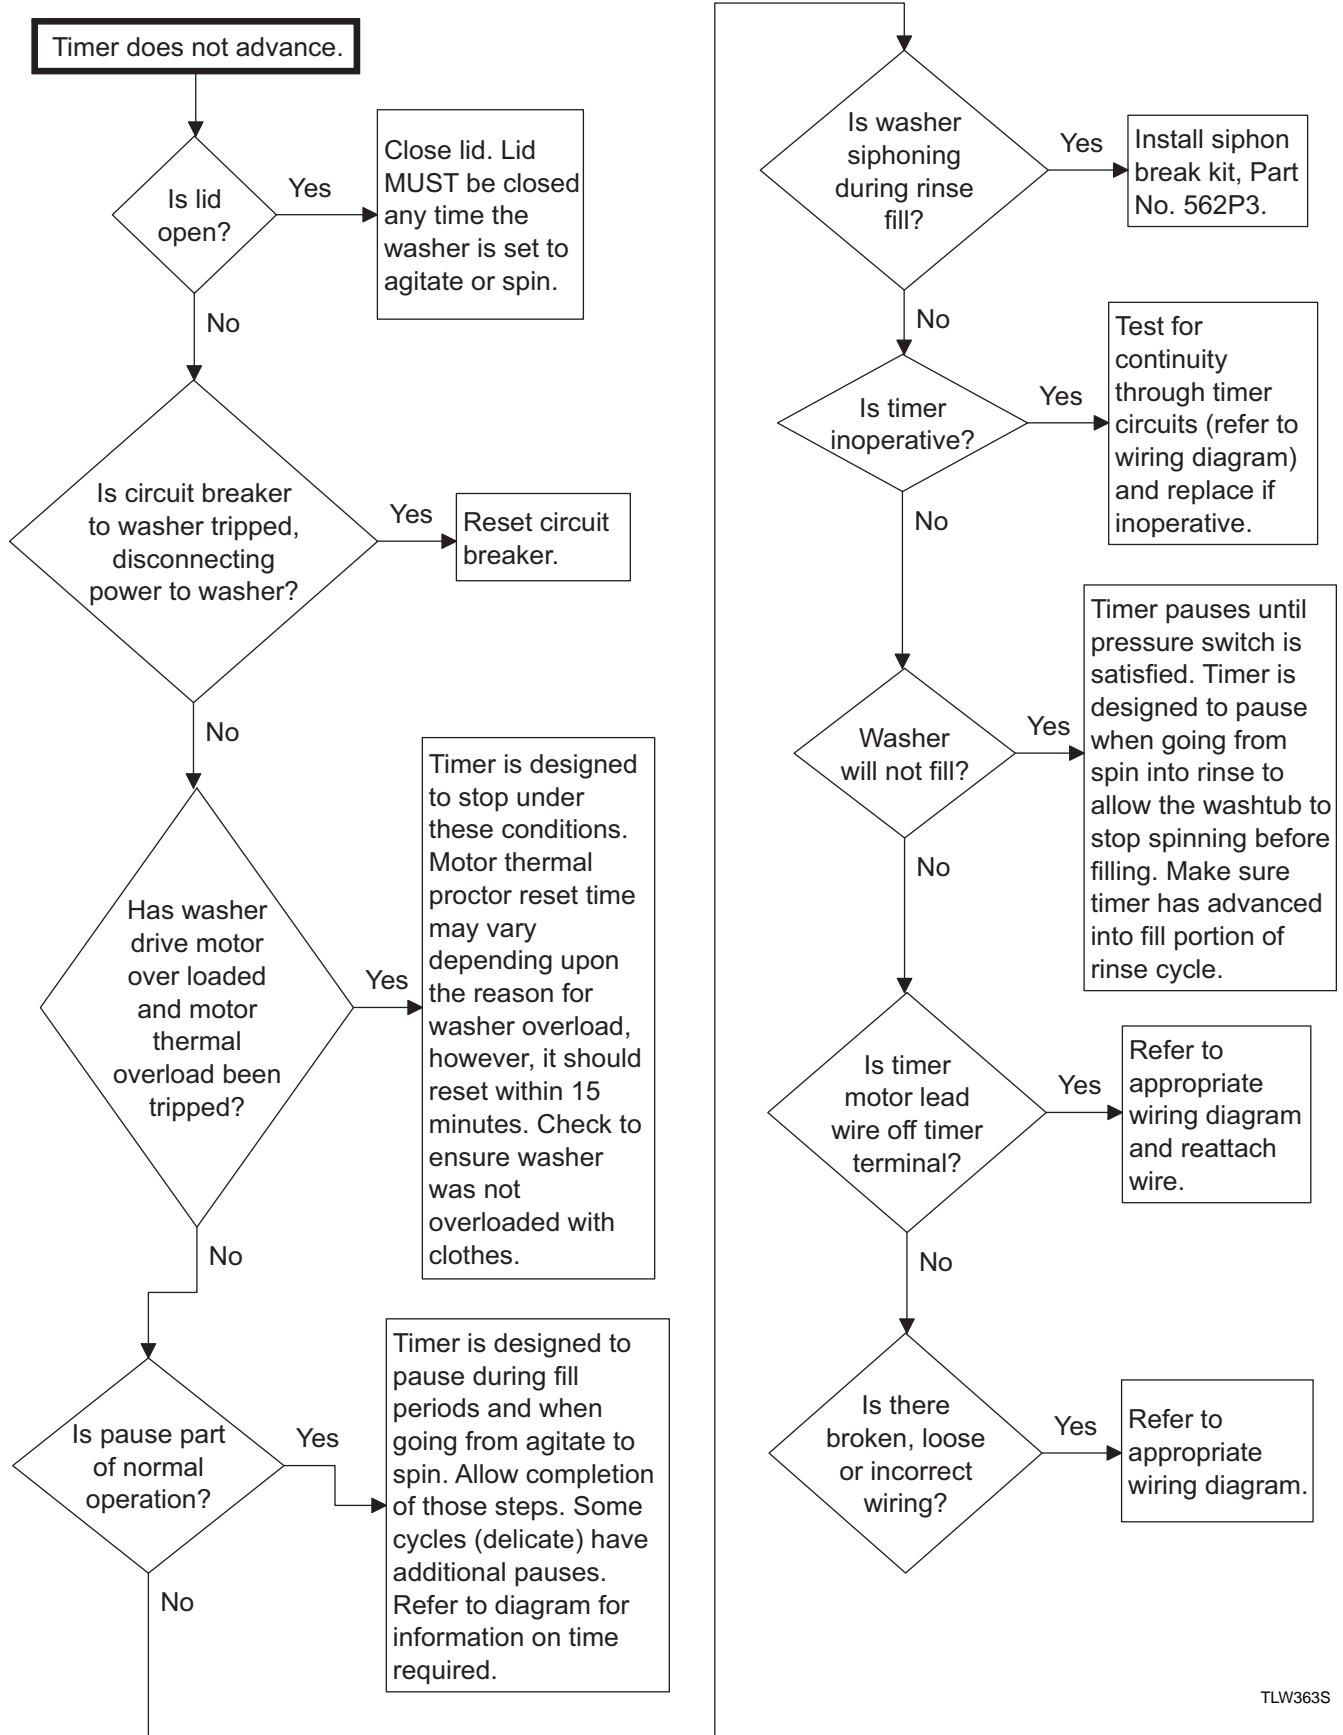 Timer does not advance.
Is lid
open?
Yes
Close lid. Lid
MUST be closed
any time the
washer is set to
agitate or spin.
No
Is circuit breaker
to washer tripped,
disconnecting
power to washer?
Yes
Reset circuit
breaker.
No
Has washer
drive motor
over loaded
and motor
thermal
overload been
tripped?
Yes
Timer is designed
to stop under
these conditions.
Motor thermal
proctor reset time
may vary
depending upon
the reason for
washer overload,
however, it should
reset within 15
minutes. Check to
ensure washer
was not
overloaded with
clothes.
No
Is pause part
of normal
operation?
Yes
Timer is designed to
pause during fill
periods and when
going from agitate to
spin. Allow completion
of those steps. Some
cycles (delicate) have
additional pauses.
Refer to diagram for
information on time
required.
No
Is washer
siphoning
during rinse
fill?
Yes
Install siphon
break kit, Part
No. 562P3.
No
Is timer
inoperative?
Yes
Test for
continuity
through timer
circuits (refer to
wiring diagram)
and replace if
inoperative.
No
Washer
will not fill?
Yes
Timer pauses until
pressure switch is
satisfied. Timer is
designed to pause
when going from
spin into rinse to
allow the washtub to
stop spinning before
filling. Make sure
timer has advanced
into fill portion of
rinse cycle.
No
Is timer
motor lead
wire off timer
terminal?
Yes
Refer to
appropriate
wiring diagram
and reattach
wire.
No
Is there
broken, loose
or incorrect
wiring?
Yes
Refer to
appropriate
wiring diagram.
TLW363S